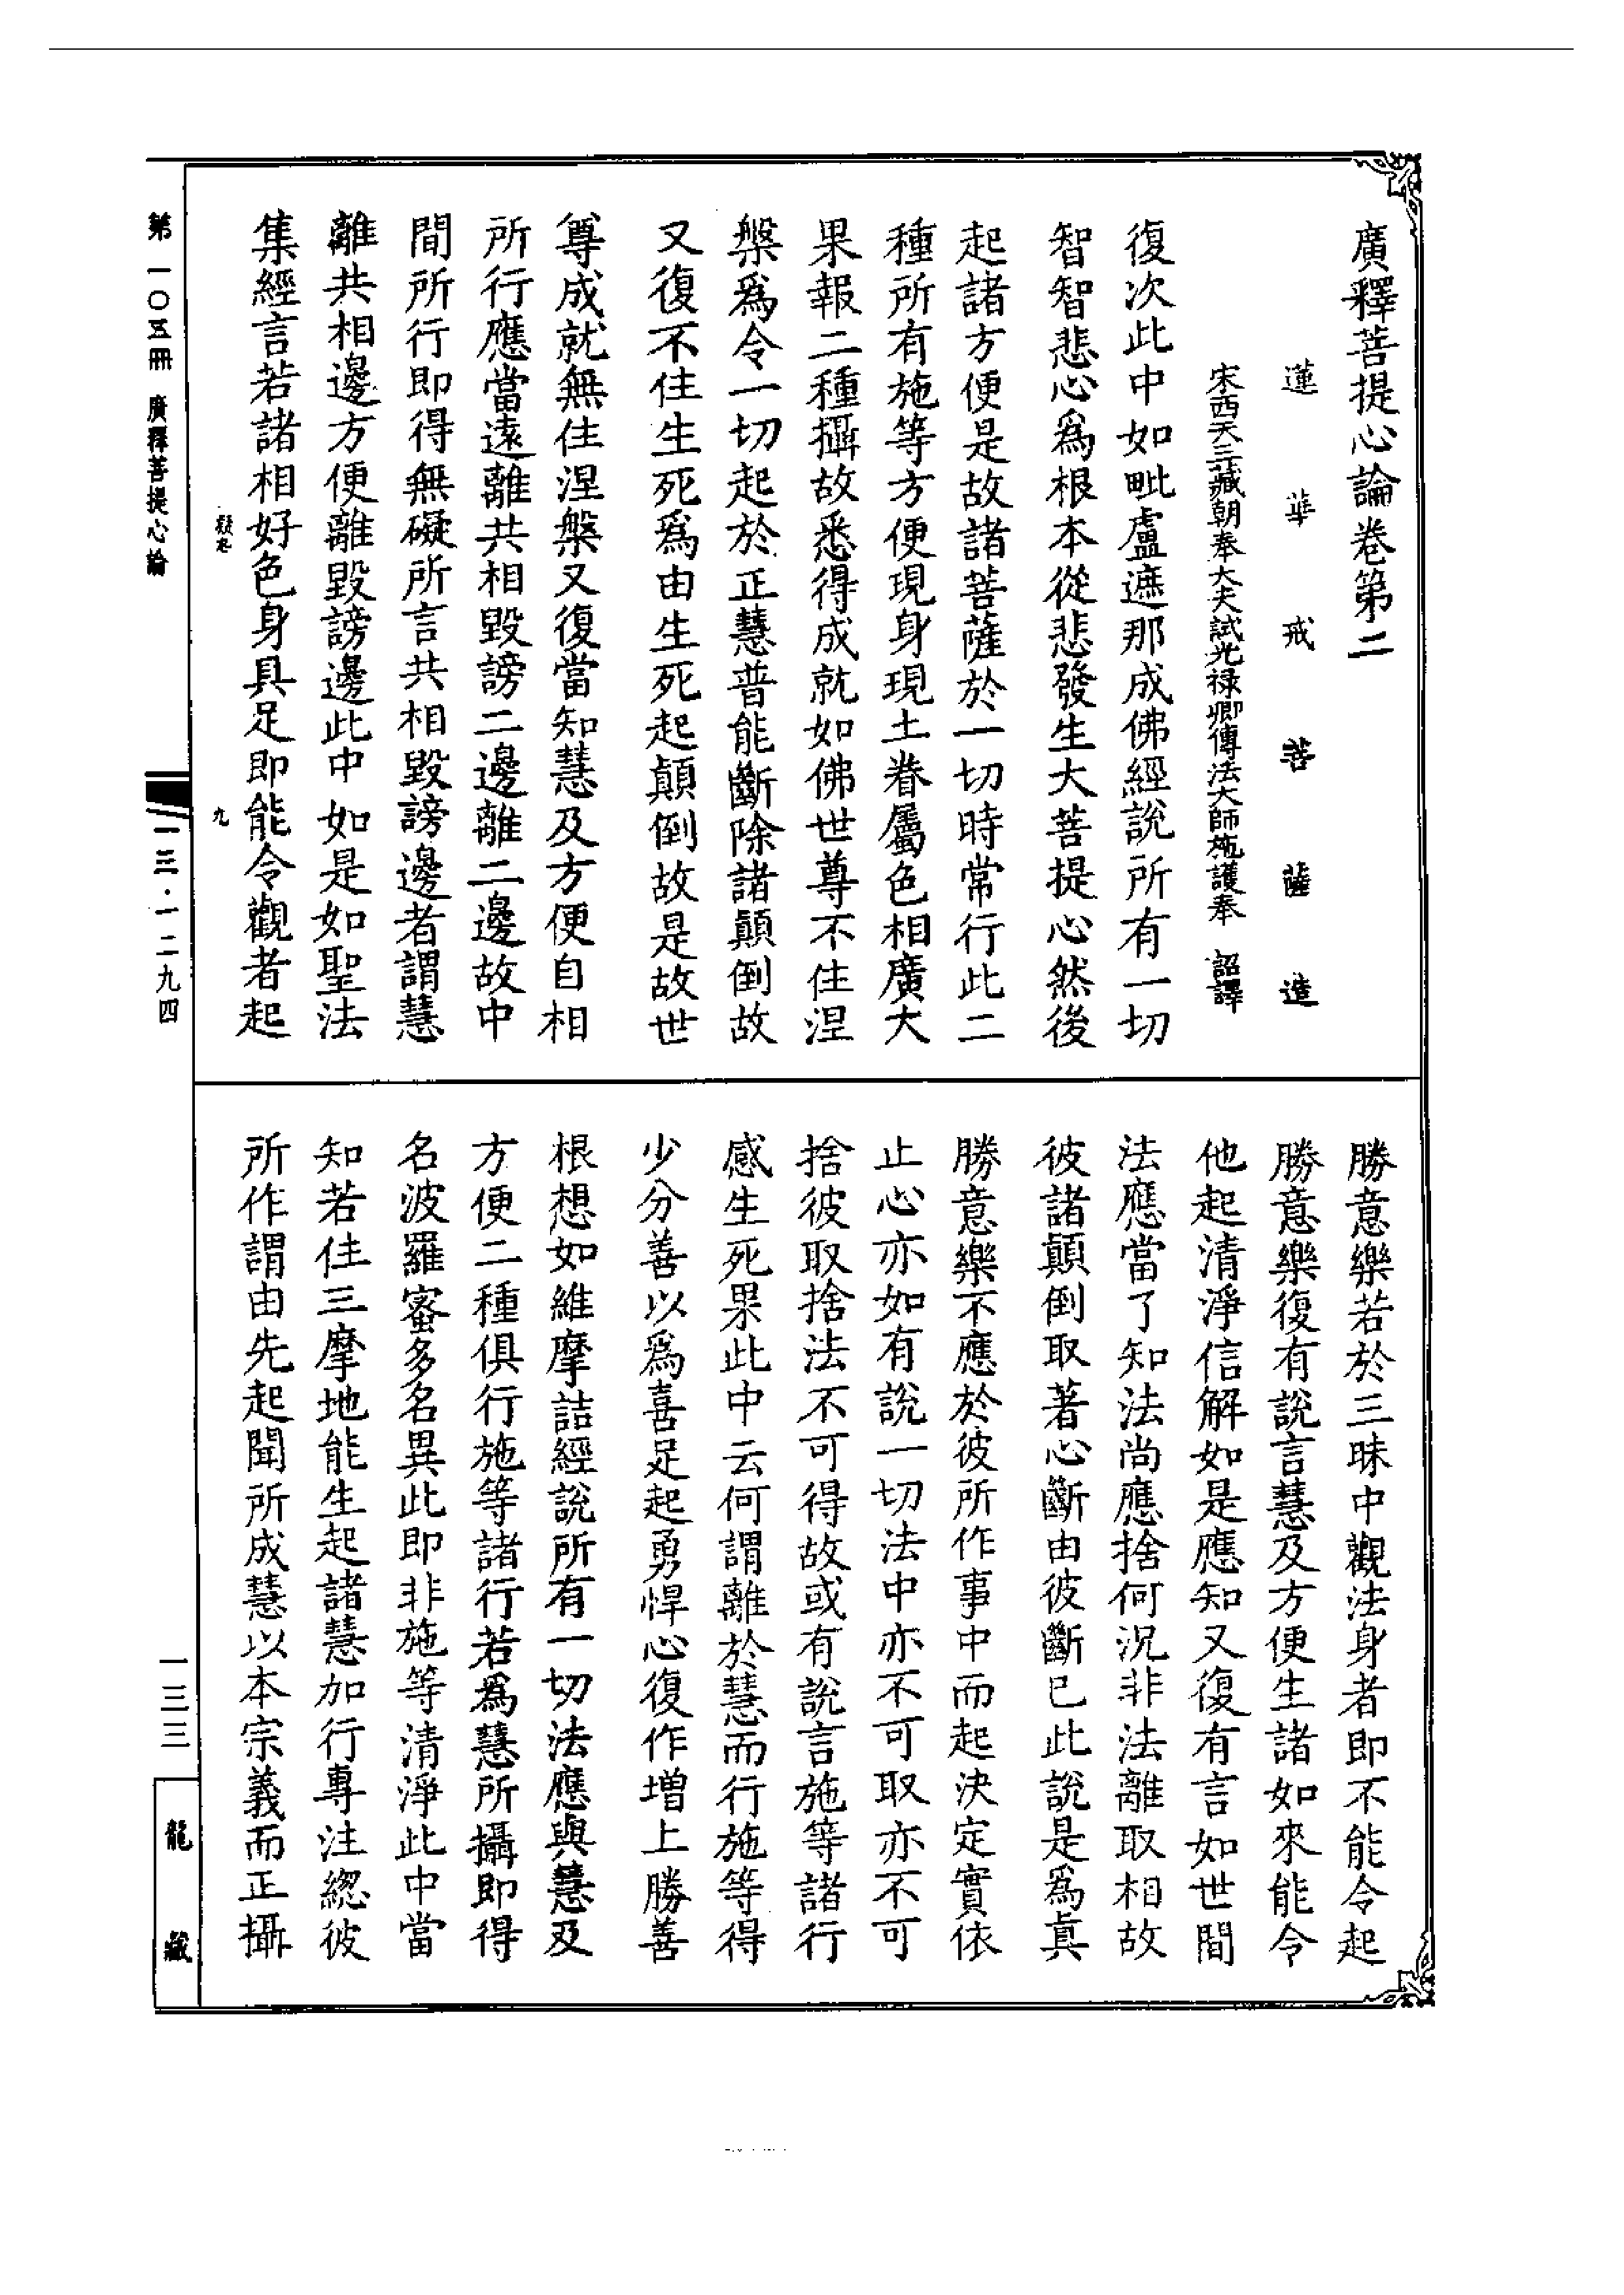 廣釋菩提心論卷第二
蓮華戒菩薩造
宋西天三藏朝奉大夫試光祿卿傳法大師施護奉 詔譯
復次此中如毗盧遮那成佛經說所有一切
智智悲心爲根本從悲發生大菩提心然後
起諸方便是故諸菩薩於一切時常行此二
種所有施等方便現身現土眷屬色相廣大
果報二種攝故悉得成就如佛世尊不住涅
槃爲令一切起於正慧普能斷除諸顛倒故
又復不住生死爲由生死起顛倒故是故世
尊成就無住涅槃又復當知慧及方便自相
所行應當遠離共相毀謗二邊離二邊故中
間所行即得無礙所言共相毀謗邊者謂慧
離共相邊方便離毀謗邊此中如是如聖法
集經言若諸相好色身具足即能令觀者起
勝意樂若於三昧中觀法身者即不能令起
勝意樂復有說言慧及方便生諸如來能令
他起清淨信解如是應知又復有言如世間
法應當了知法尚應捨何況非法離取相故
彼諸顛倒取著心斷由彼斷已此說是爲真
勝意樂不應於彼所作事中而起決定實依
止心亦如有說一切法中亦不可取亦不可
捨彼取捨法不可得故或有說言施等諸行
感生死果此中云何謂離於慧而行施等得
少分善以爲喜足起勇悍心復作增上勝善
根想如維摩詰經說所有一切法應與慧及
方便二種俱行施等諸行若爲慧所攝即得
名波羅蜜多名異此即非施等清淨此中當
知若住三摩地能生起諸慧加行專注緫彼
所作謂由先起聞所成慧以本宗義而正攝
九
第一〇三冊 廣釋菩提心論
一三·一二九四
一三三
龍藏